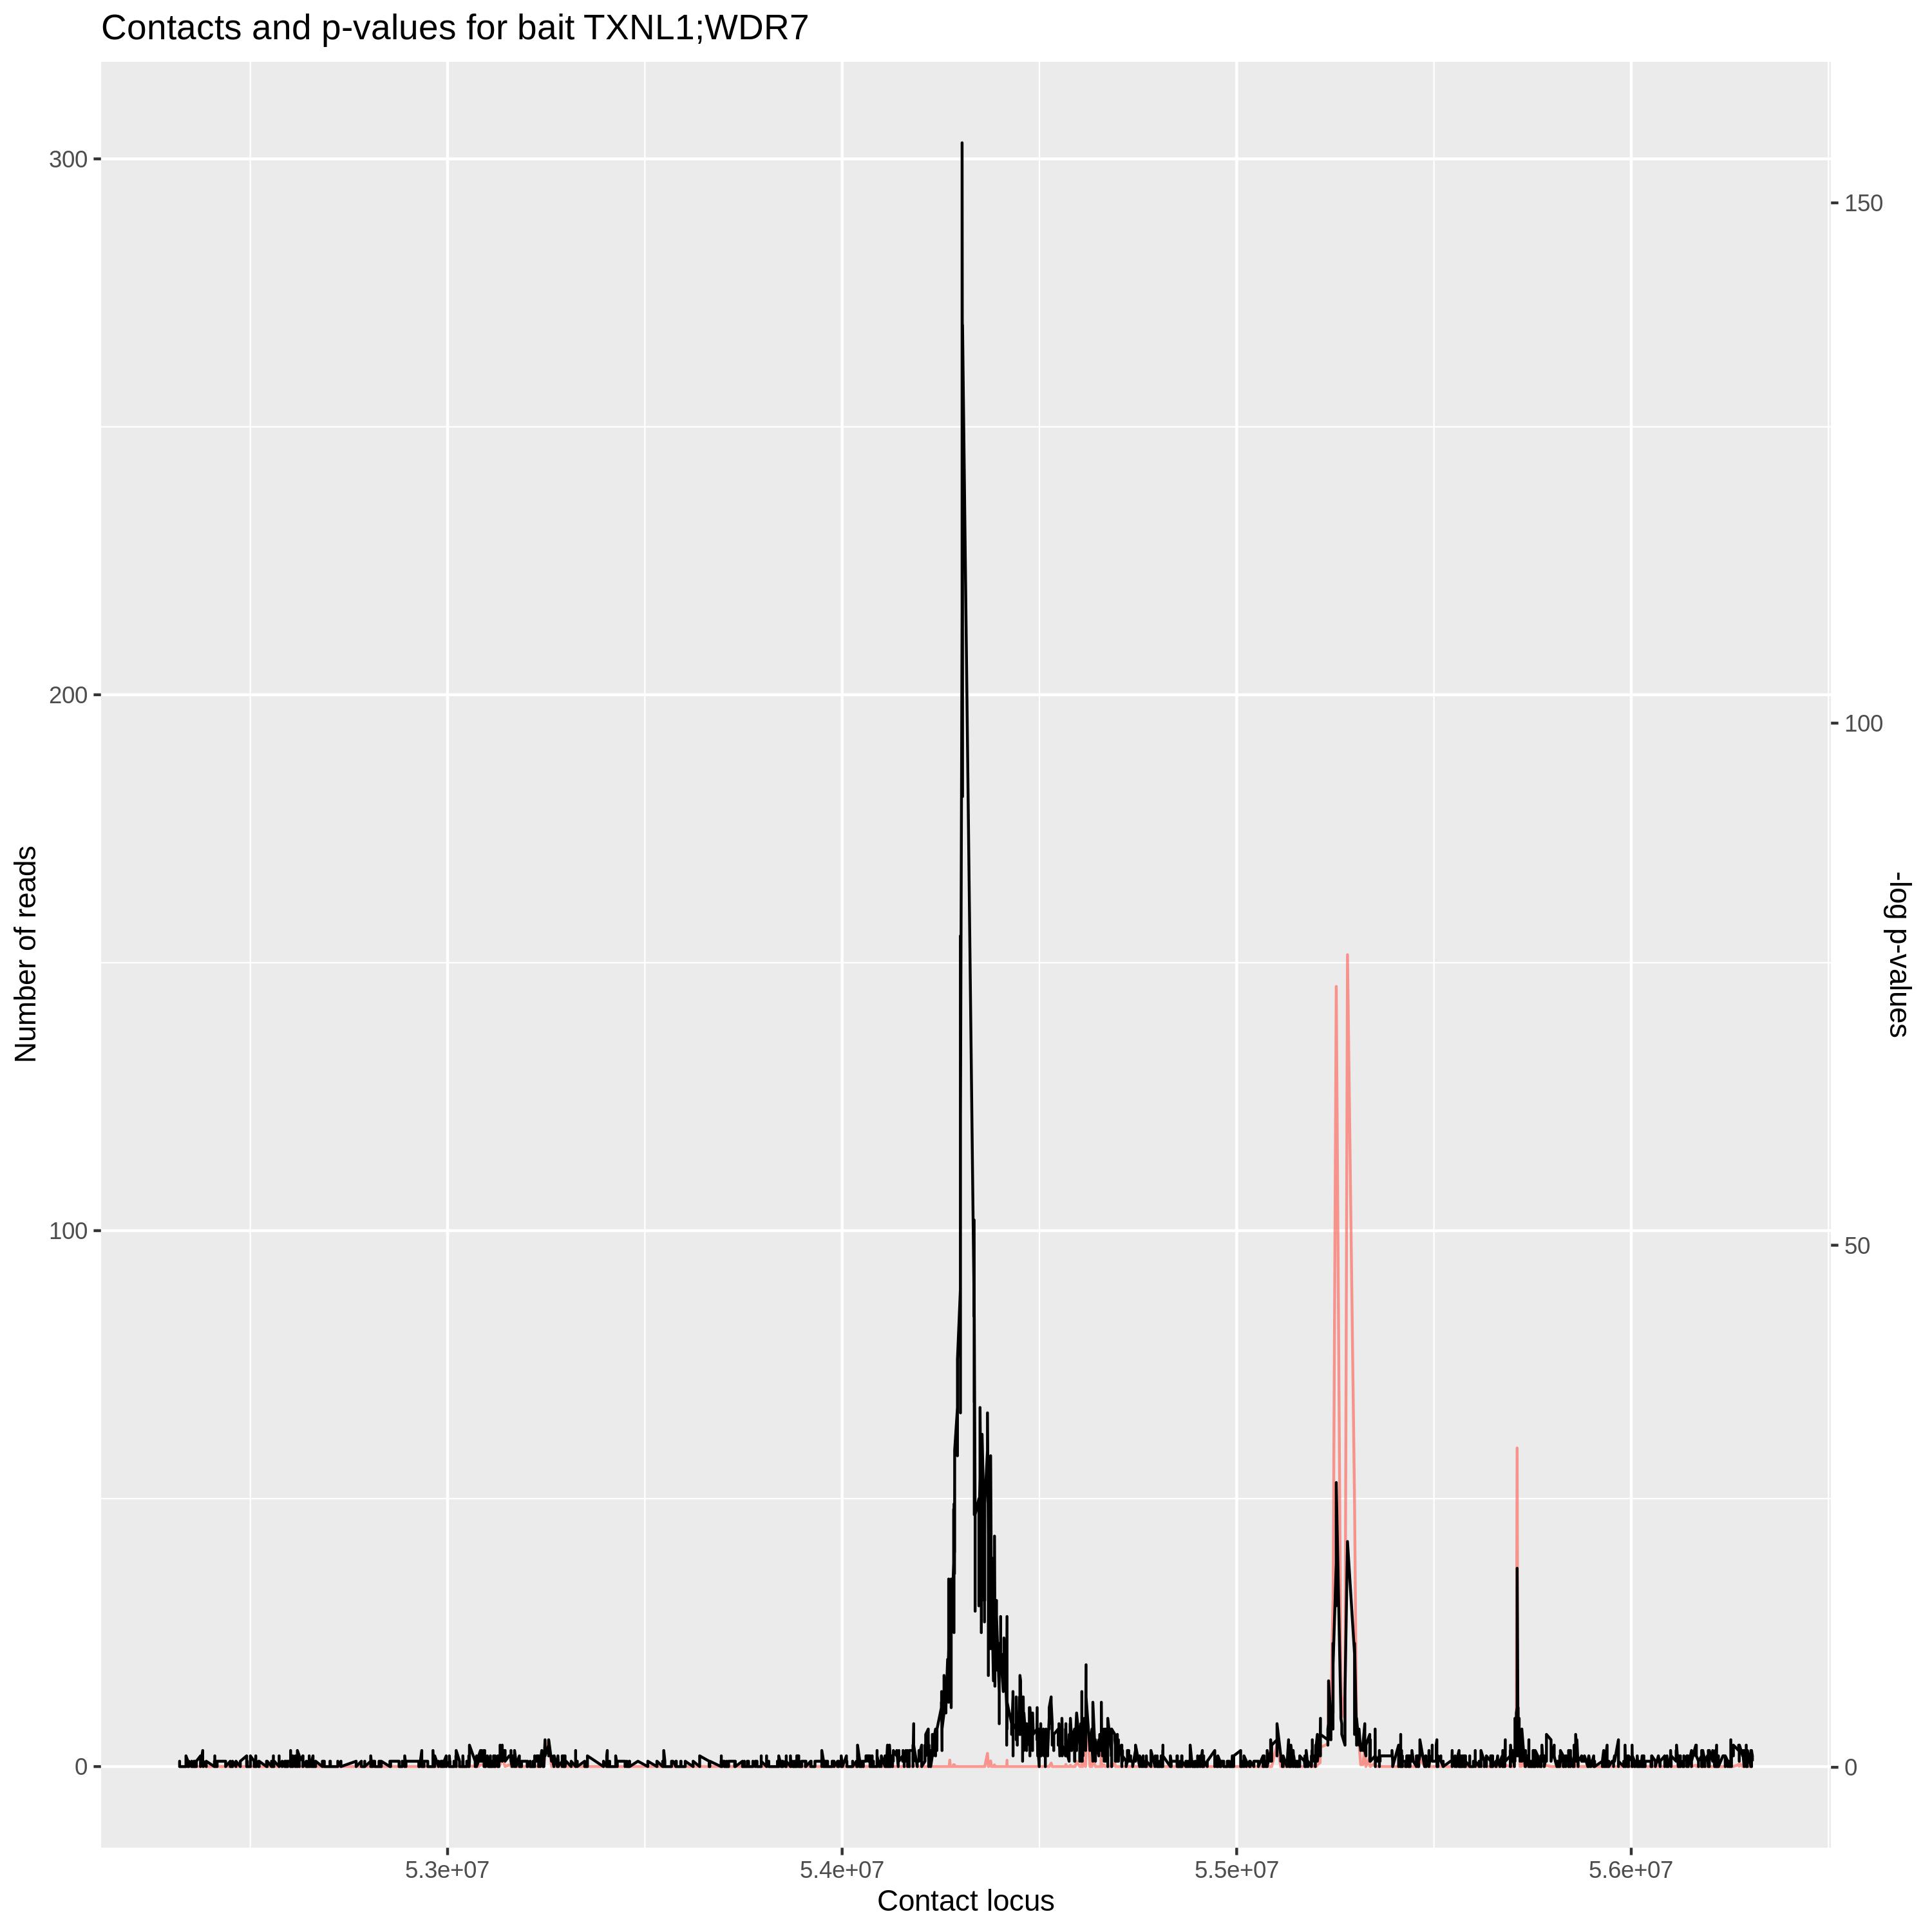 Contacts and p-values for bait TXNL1;WDR7
300
200
100
0
Number of reads
150
100
50
0
-log p-values
5.3e+07 5.4e+07 5.5e+07 5.6e+07
Contact locus